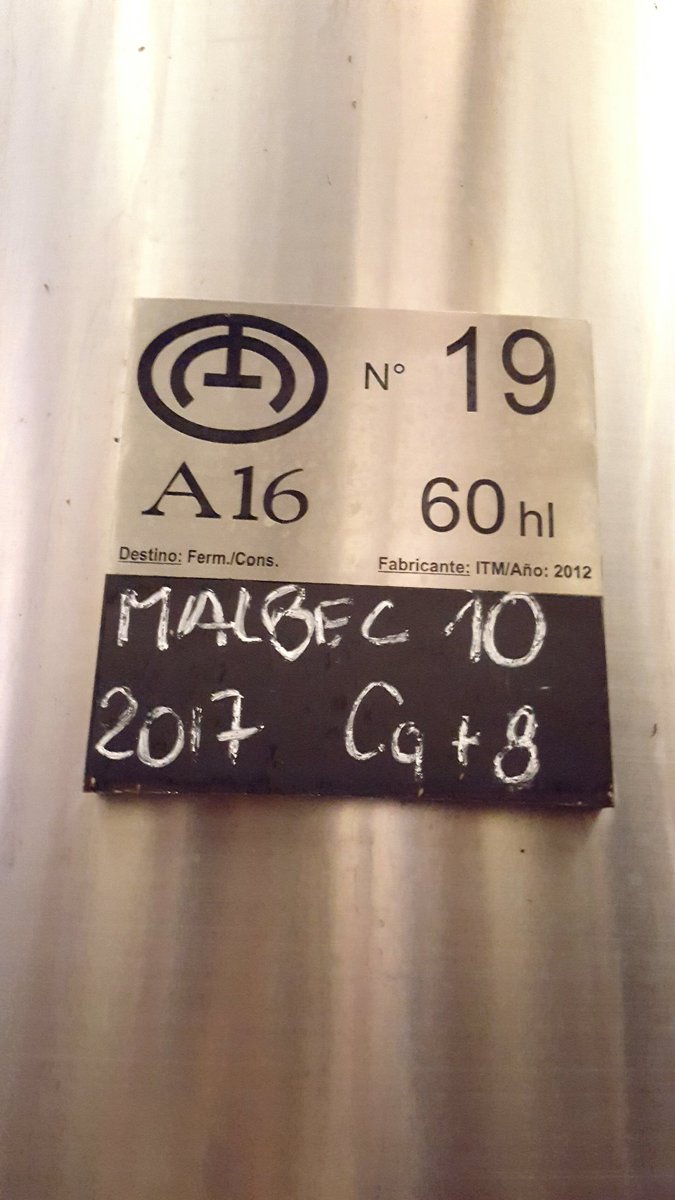 N° 19
A16 60 hl
Destino: Ferm./Cons. Fabricante: ITM/Año: 2012
MALBEC 10
2017 Cq+8